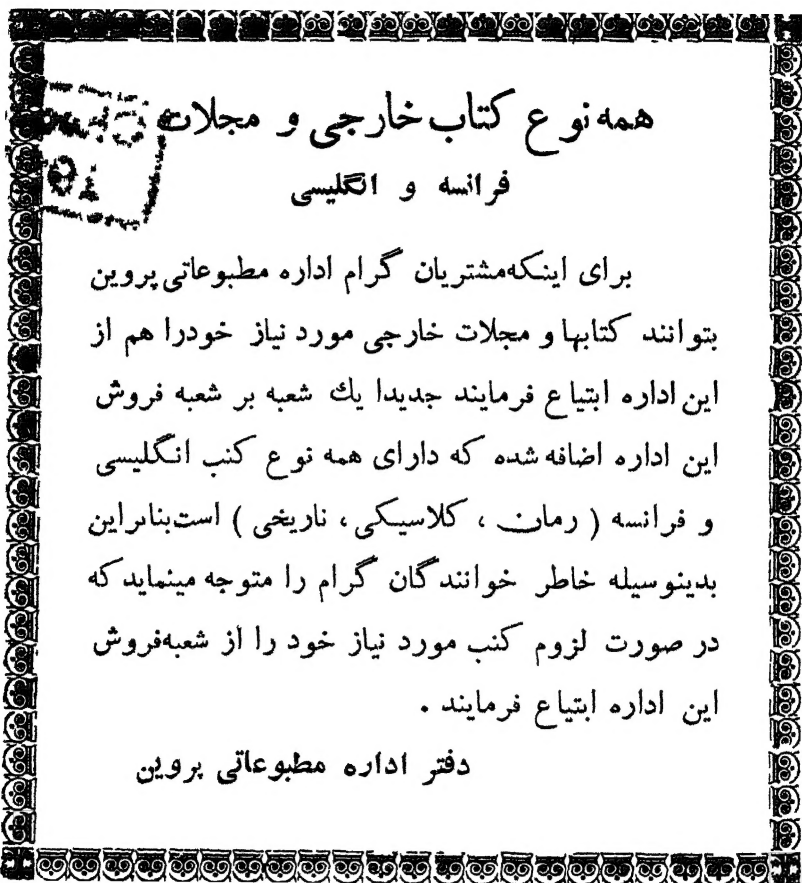 همه نوع کتاب خارجی و مجلات
فرانسه و انگلیسی
برای اینکه‌مشتریان گرام اداره مطبوعاتی پروین
بتوانند کتابها و مجلات خارجی مورد نیاز خودرا هم از
این اداره ابتیاع فرمایند جدیدا یك شعبه بر شعبه فروش
این اداره اضافه شده که دارای همه نوع کتب انگلیسی
و فرانسه ( رمان ، کلاسیکی ، تاریخی ) است‌بنابراین
بدینوسیله خاطر خوانندگان گرام را متوجه مینماید که
در صورت لزوم کتب مورد نیاز خود را از شعبه‌فروش
این اداره ابتیاع فرمایند .
دفتر اداره مطبوعاتی پروین